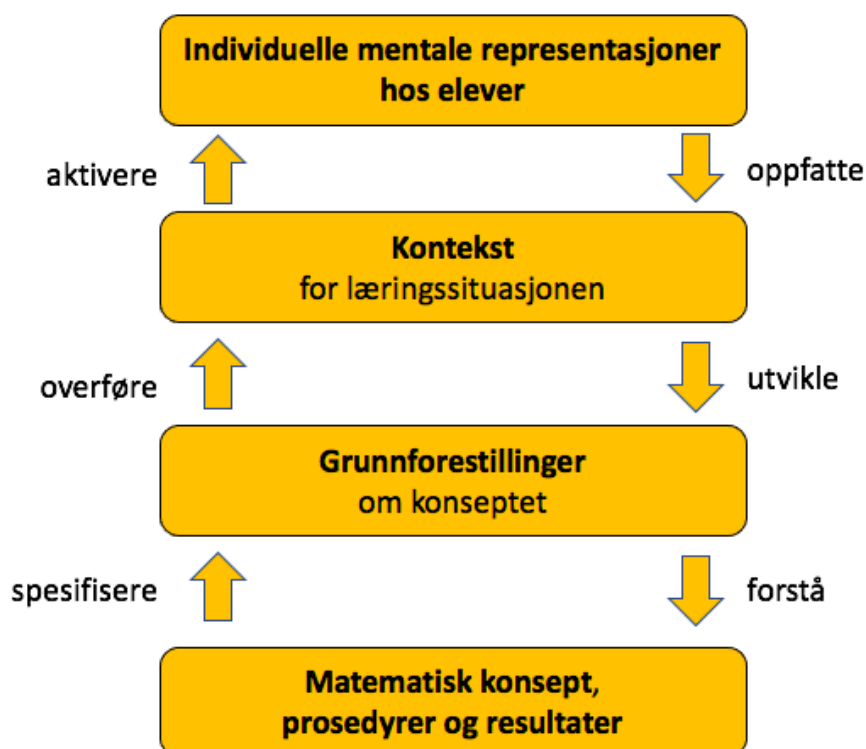 Individuelle mentale representasjoner
hos elever
aktivere
oppfatte
Kontekst
for læringssituasjonen
overføre
utvikle
Grunnforestillinger
om konseptet
spesifisere
forstå
Matematisk konsept,
prosedyrer og resultater